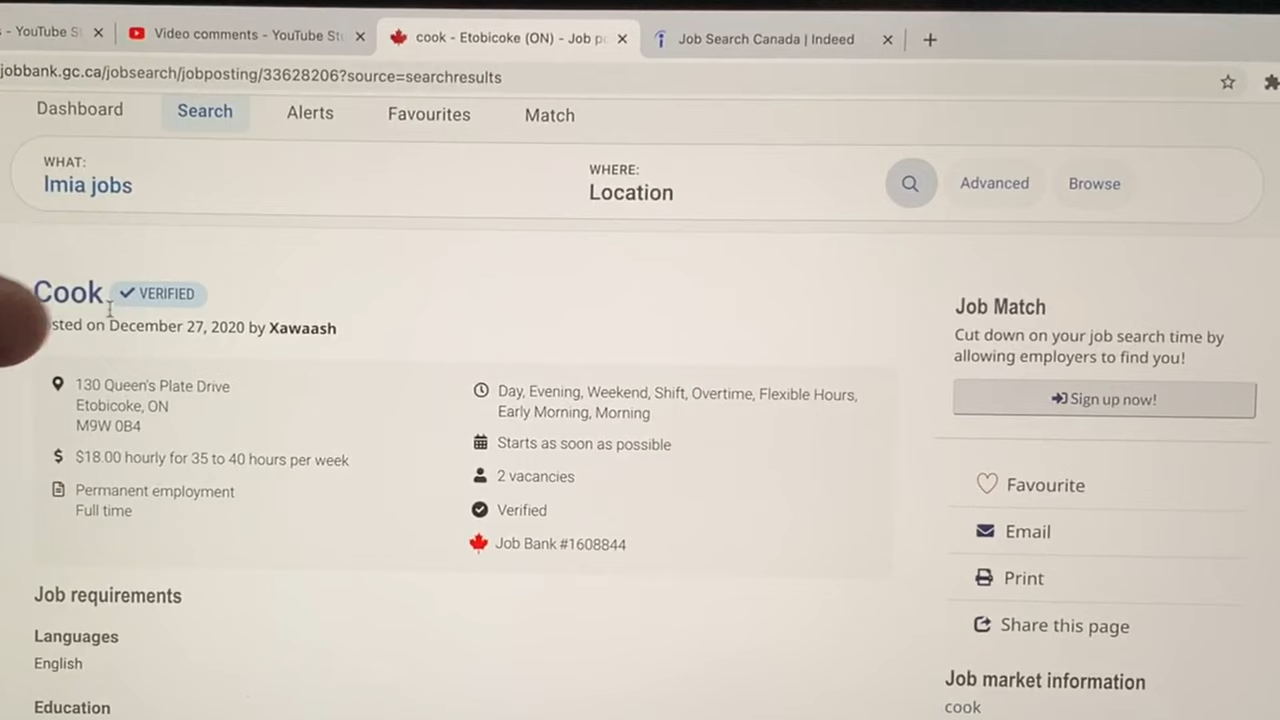 - YouTube S
Video comments - YouTube Stu
cook - Etobicoke (ON) - Job po
Job Search Canada | Indeed
jobbank.gc.ca/jobsearch/jobposting/33628206?source=searchresults
Dashboard
Search
Alerts
Favourites
Match
WHAT:
lmia jobs
WHERE:
Location
Advanced
Browse
Cook
VERIFIED
sted on December 27, 2020 by Xawaash
130 Queen's Plate Drive
Etobicoke, ON
M9W 0B4
$18.00 hourly for 35 to 40 hours per week
Permanent employment
Full time
Day, Evening, Weekend, Shift, Overtime, Flexible Hours,
Early Morning, Morning
Starts as soon as possible
2 vacancies
Verified
Job Bank #1608844
Job requirements
Languages
English
Education
Job Match
Cut down on your job search time by
allowing employers to find you!
Sign up now!
Favourite
Email
Print
Share this page
Job market information
cook